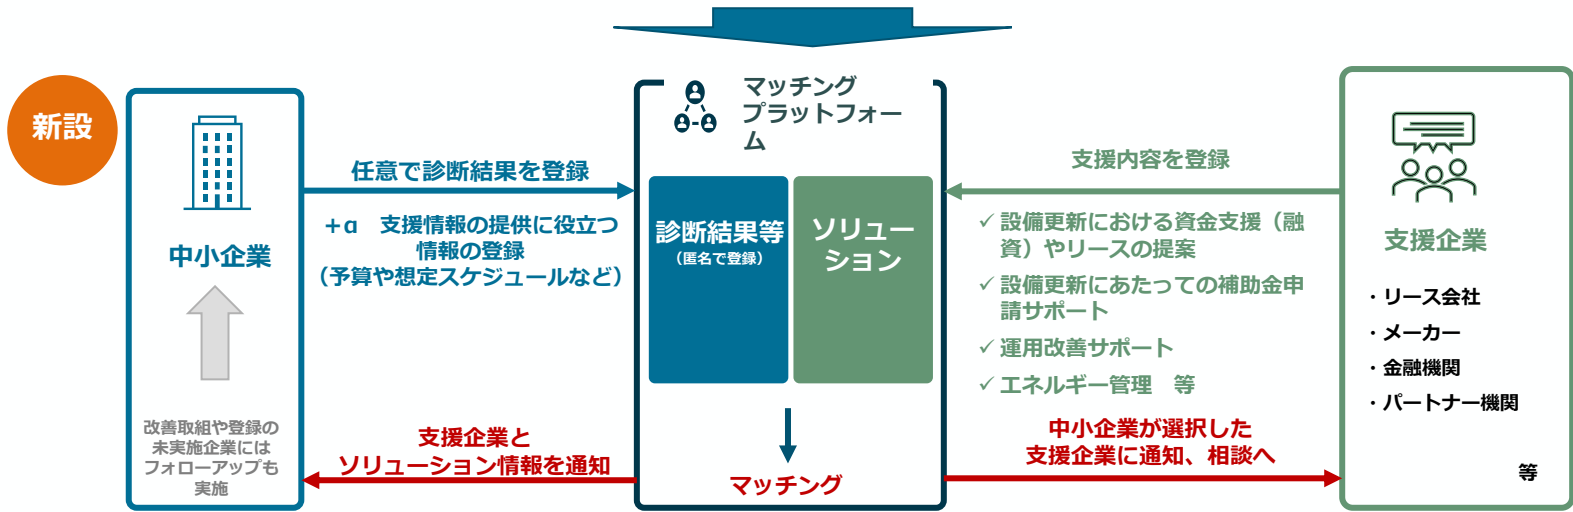 新設
中小企業
改善取組や登録の
未実施企業には
フォローアップも
実施
任意で診断結果を登録
+α 支援情報の提供に役立つ
情報の登録
（予算や想定スケジュールなど）
支援企業と
ソリューション情報を通知
マッチング
プラットフォー
ム
診断結果等
（匿名で登録）
ソリュー
ション
マッチング
支援内容を登録
✓設備更新における資金支援（融
資）やリースの提案
✓設備更新にあたっての補助金申
請サポート
✓運用改善サポート
✓エネルギー管理 等
中小企業が選択した
支援企業に通知、相談へ
支援企業
・リース会社
・メーカー
・金融機関
・パートナー機関
等